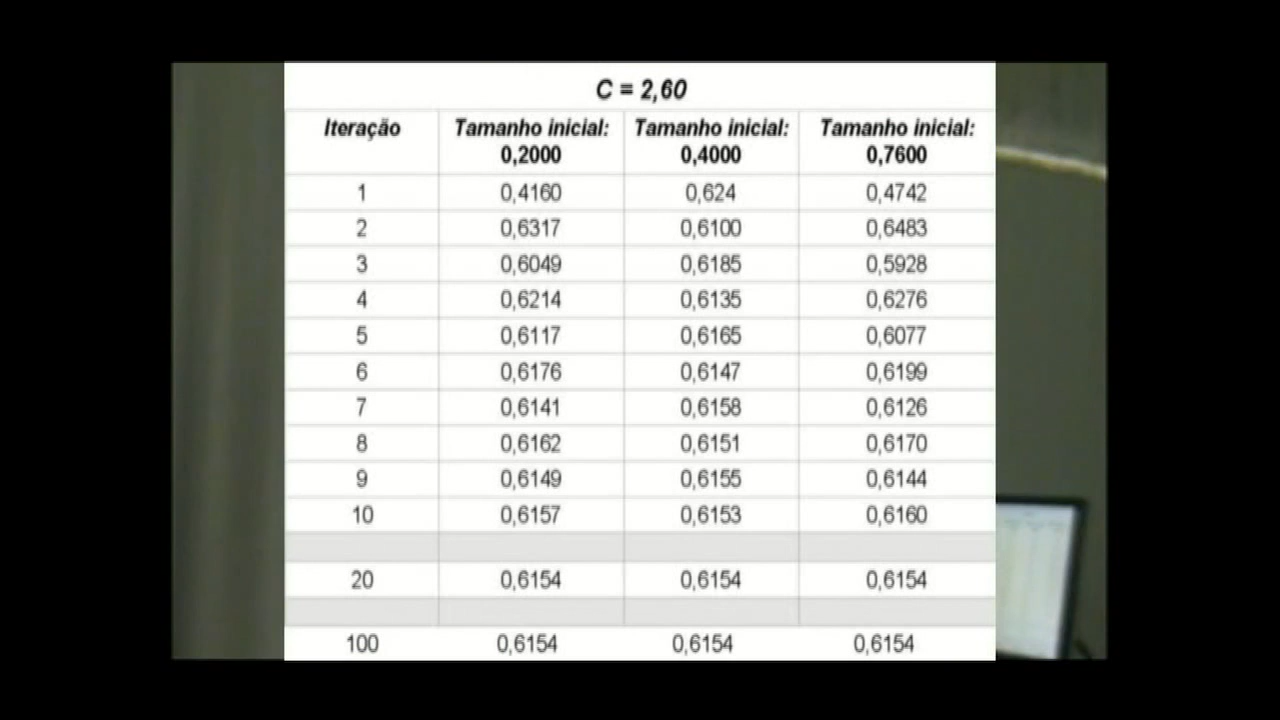 C = 2,60
Iteração Tamanho inicial: Tamanho inicial: Tamanho inicial:
0,2000 0,4000 0,7600
1 0,4160 0,624 0,4742
2 0,6317 0,6100 0,6483
3 0,6049 0,6185 0,5928
4 0,6214 0,6135 0,6276
5 0,6117 0,6165 0,6077
6 0,6176 0,6147 0,6199
7 0,6141 0,6158 0,6126
8 0,6162 0,6151 0,6170
9 0,6149 0,6155 0,6144
10 0,6157 0,6153 0,6160
20 0,6154 0,6154 0,6154
100 0,6154 0,6154 0,6154